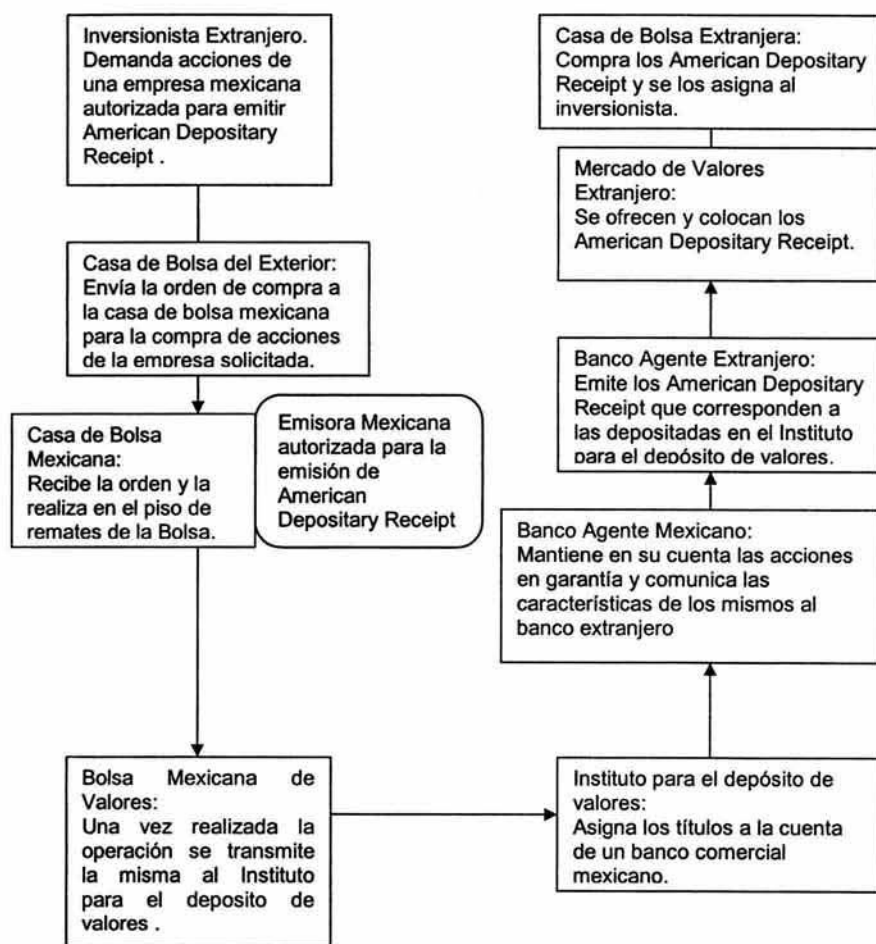 Inversionista Extranjero.
Demanda acciones de
una empresa mexicana
autorizada para emitir
American Depositary
Receipt .
Casa de Bolsa del Exterior:
Envía la orden de compra a
la casa de bolsa mexicana
para la compra de acciones
de la empresa solicitada.
Casa de Bolsa
Mexicana:
Recibe la orden y la
realiza en el piso de
remates de la Bolsa.
Emisora Mexicana
autorizada para la
emisión de
American
Depositary Receipt
Bolsa Mexicana de
Valores:
Una vez realizada la
operación se transmite
la misma al Instituto
para el deposito de
valores .
Instituto para el depósito de
valores:
Asigna los títulos a la cuenta
de un banco comercial
mexicano.
Banco Agente Mexicano:
Mantiene en su cuenta las acciones
en garantía y comunica las
características de los mismos al
banco extranjero
Banco Agente Extranjero:
Emite los American Depositary
Receipt que corresponden a
las depositadas en el Instituto
para el depósito de valores.
Mercado de Valores
Extranjero:
Se ofrecen y colocan los
American Depositary Receipt.
Casa de Bolsa Extranjera:
Compra los American Depositary
Receipt y se los asigna al
inversionista.